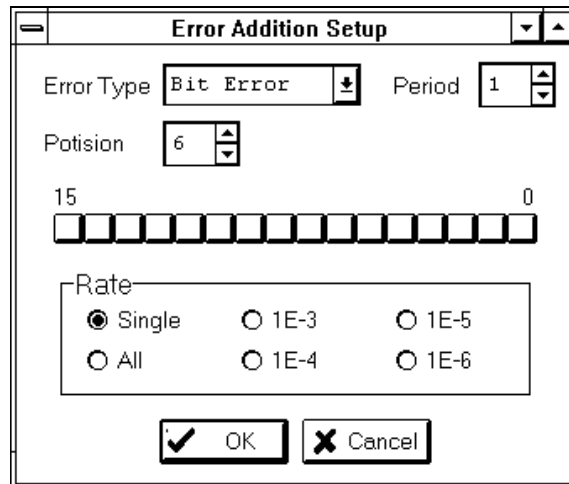 Error Addition Setup
Error Type Bit Error Period 1
Potision 6
15 0
Rate
Single 1E-3 1E-5
All 1E-4 1E-6
OK Cancel